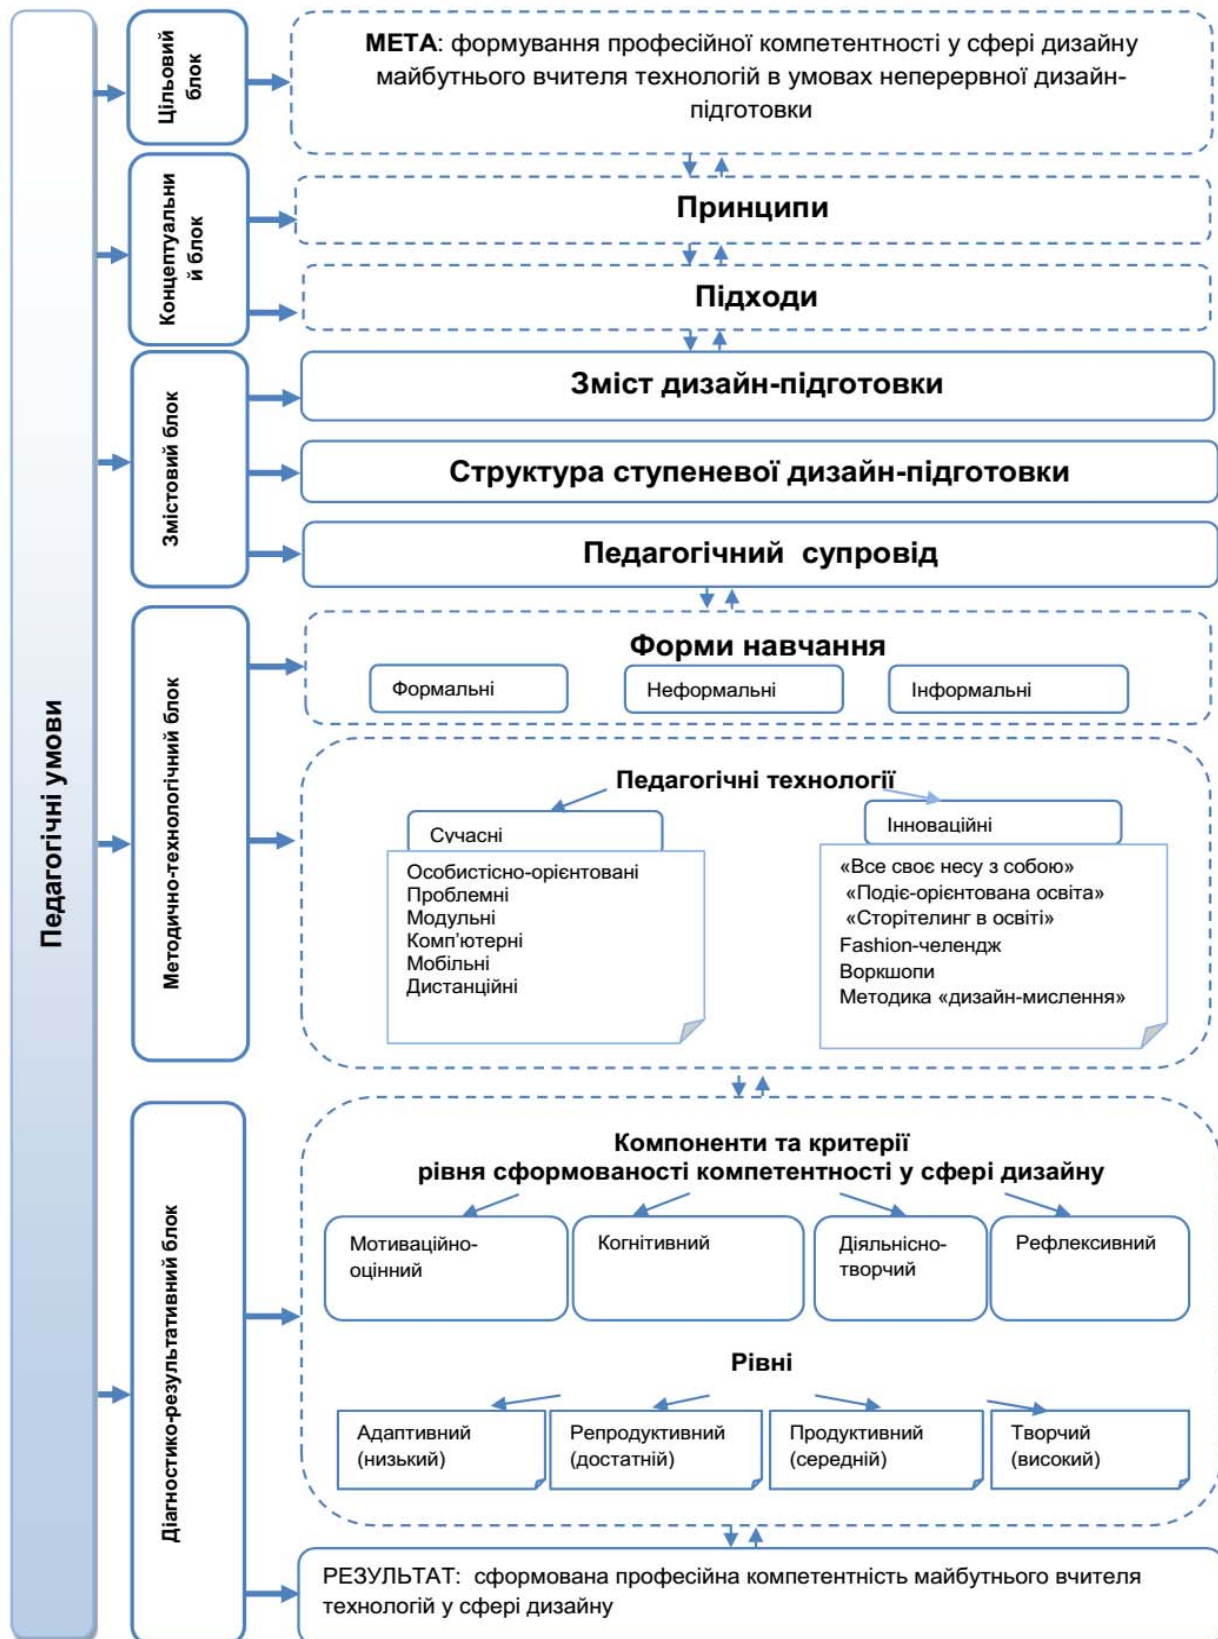 Педагогічні умови
Цільовий
блок
МЕТА: формування професійної компетентності у сфері дизайну
майбутнього вчителя технологій в умовах неперервної дизайн-
підготовки
Концептуальни
й блок
Принципи
Підходи
Змістовий блок
Зміст дизайн-підготовки
Структура ступеневої дизайн-підготовки
Педагогічний супровід
Методично-технологічний блок
Форми навчання
Формальні
Неформальні
Інформальні
Педагогічні технології
Сучасні
Особистісно-орієнтовані
Проблемні
Модульні
Комп’ютерні
Мобільні
Дистанційні
Інноваційні
«Все своє несу з собою»
«Подіє-орієнтована освіта»
«Сторітелинг в освіті»
Fashion-челендж
Воркшопи
Методика «дизайн-мислення»
Діагностико-результативний блок
Компоненти та критерії
рівня сформованості компетентності у сфері дизайну
Мотиваційно-
оцінний
Когнітивний
Діяльнісно-
творчий
Рефлексивний
Рівні
Адаптивний
(низький)
Репродуктивний
(достатній)
Продуктивний
(середній)
Творчий
(високий)
РЕЗУЛЬТАТ: сформована професійна компетентність майбутнього вчителя
технологій у сфері дизайну